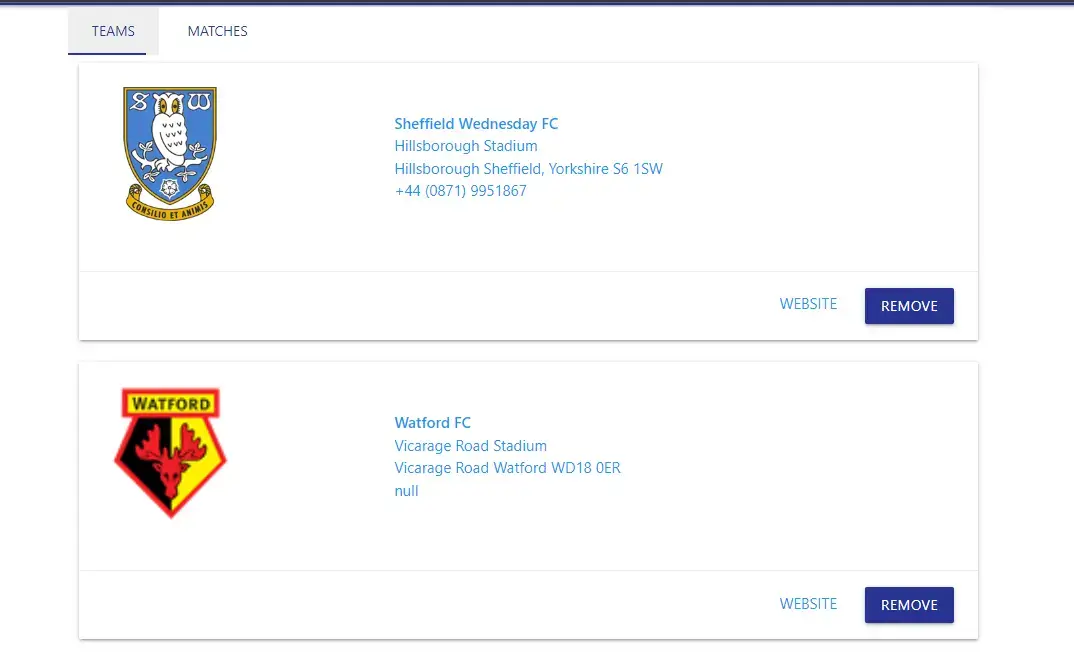 TEAMS MATCHES
S W
CONSILIO ET ANIMIS
Sheffield Wednesday FC
Hillsborough Stadium
Hillsborough Sheffield, Yorkshire S6 1SW
+44 (0871) 9951867
WEBSITE REMOVE
WATFORD
Watford FC
Vicarage Road Stadium
Vicarage Road Watford WD18 0ER
null
WEBSITE REMOVE